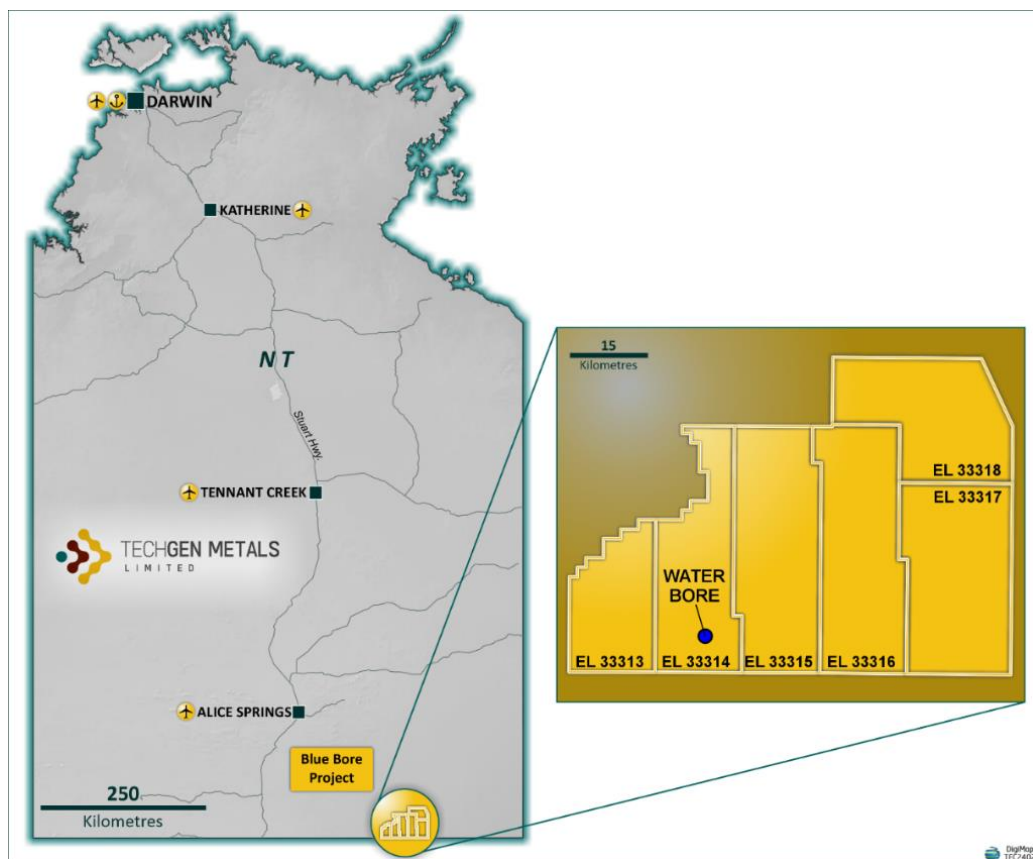 DARWIN
KATHERINE
N T
Stuart Hwy.
TENNANT CREEK
TECHGEN METALS
LIMITED
ALICE SPRINGS
Blue Bore
Project
250
Kilometres
15
Kilometres
EL 33318
EL 33317
WATER
BORE
EL 33313
EL 33314
EL 33315
EL 33316
DigiMap